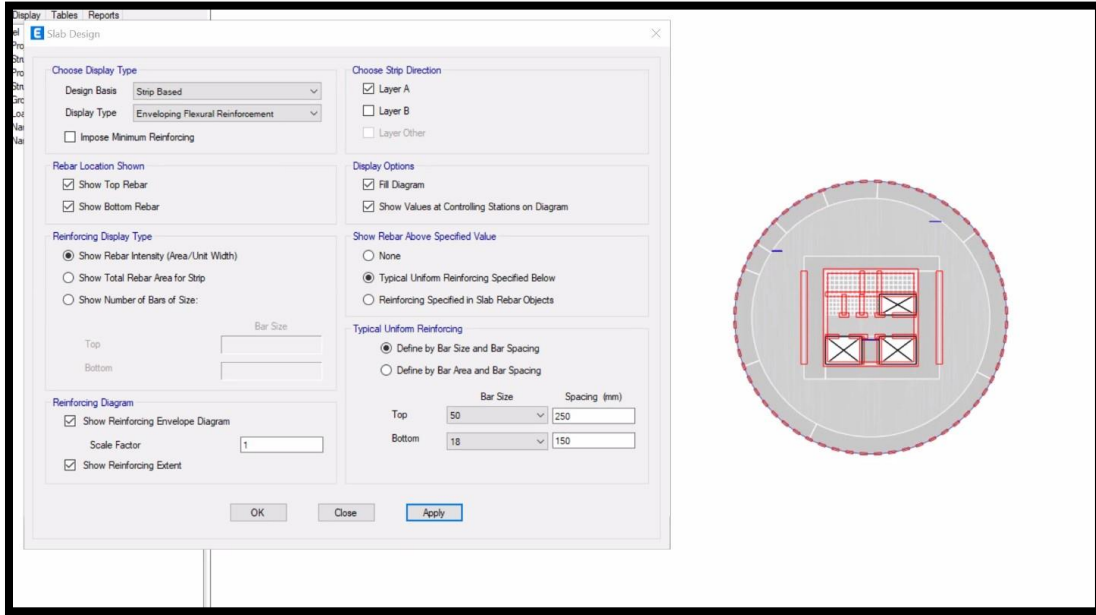 Display Tables Reports
Slab Design
Choose Display Type
Design Basis Strip Based
Display Type Enveloping Flexural Reinforcement
Impose Minimum Reinforcing
Rebar Location Shown
Show Top Rebar
Show Bottom Rebar
Reinforcing Display Type
Show Rebar Intensity (Area/Unit Width)
Show Total Rebar Area for Strip
Show Number of Bars of Size:
Bar Size
Top
Bottom
Reinforcing Diagram
Show Reinforcing Envelope Diagram
Scale Factor 1
Show Reinforcing Extent
Choose Strip Direction
Layer A
Layer B
Layer Other
Display Options
Fill Diagram
Show Values at Controlling Stations on Diagram
Show Rebar Above Specified Value
None
Typical Uniform Reinforcing Specified Below
Reinforcing Specified in Slab Rebar Objects
Typical Uniform Reinforcing
Define by Bar Size and Bar Spacing
Define by Bar Area and Bar Spacing
Bar Size Spacing (mm)
Top 50 250
Bottom 18 150
OK Close Apply